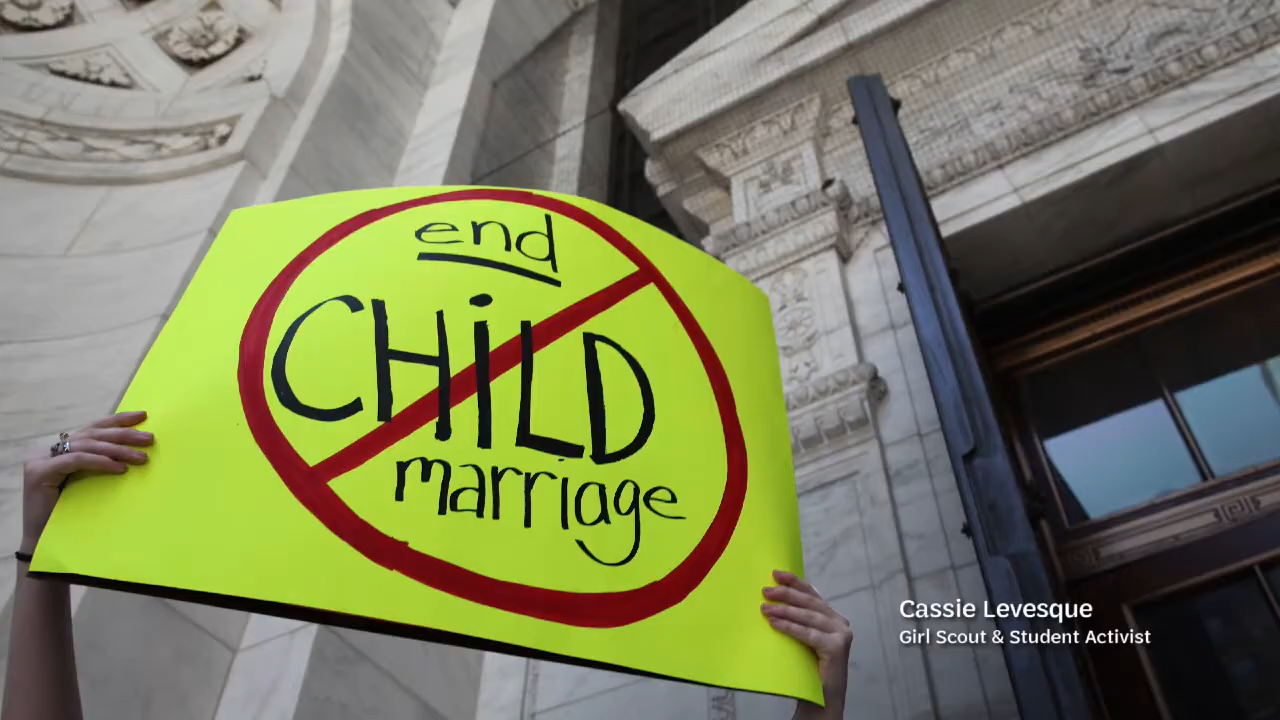 end
CHiLD
marriage
Cassie Levesque
Girl Scout & Student Activist